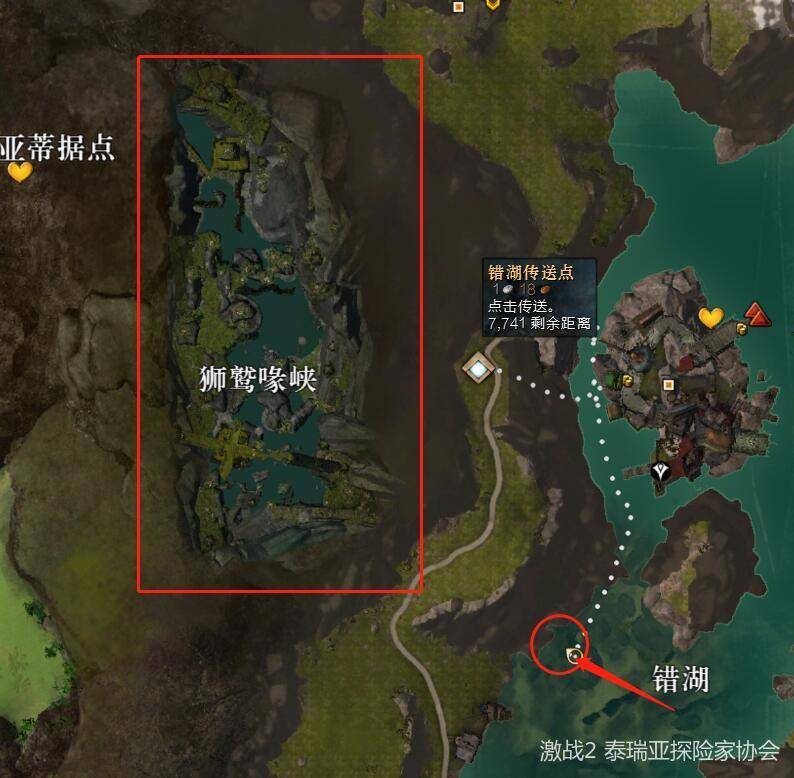 亚蒂据点
错湖传送点
1 18
点击传送。
7,741 剩余距离
狮鹫喙峡
错湖
激战2 泰瑞亚探险家协会